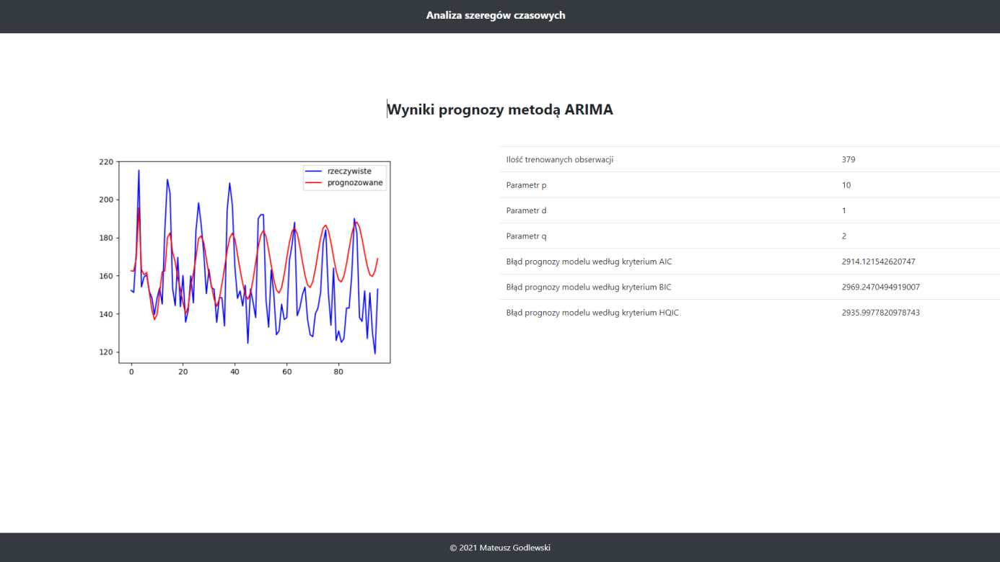 Analiza szeregów czasowych
Wyniki prognozy metodą ARIMA
220
200
180
160
140
120
0 20 40 60 80
rzeczywiste
prognozowane
Ilość trenowanych obserwacji 379
Parametr p 10
Parametr d 1
Parametr q 2
Błąd prognozy modelu według kryterium AIC 2914.121542620747
Błąd prognozy modelu według kryterium BIC 2969.2470494919007
Błąd prognozy modelu według kryterium HQIC 2935.9977820978743
© 2021 Mateusz Godlewski